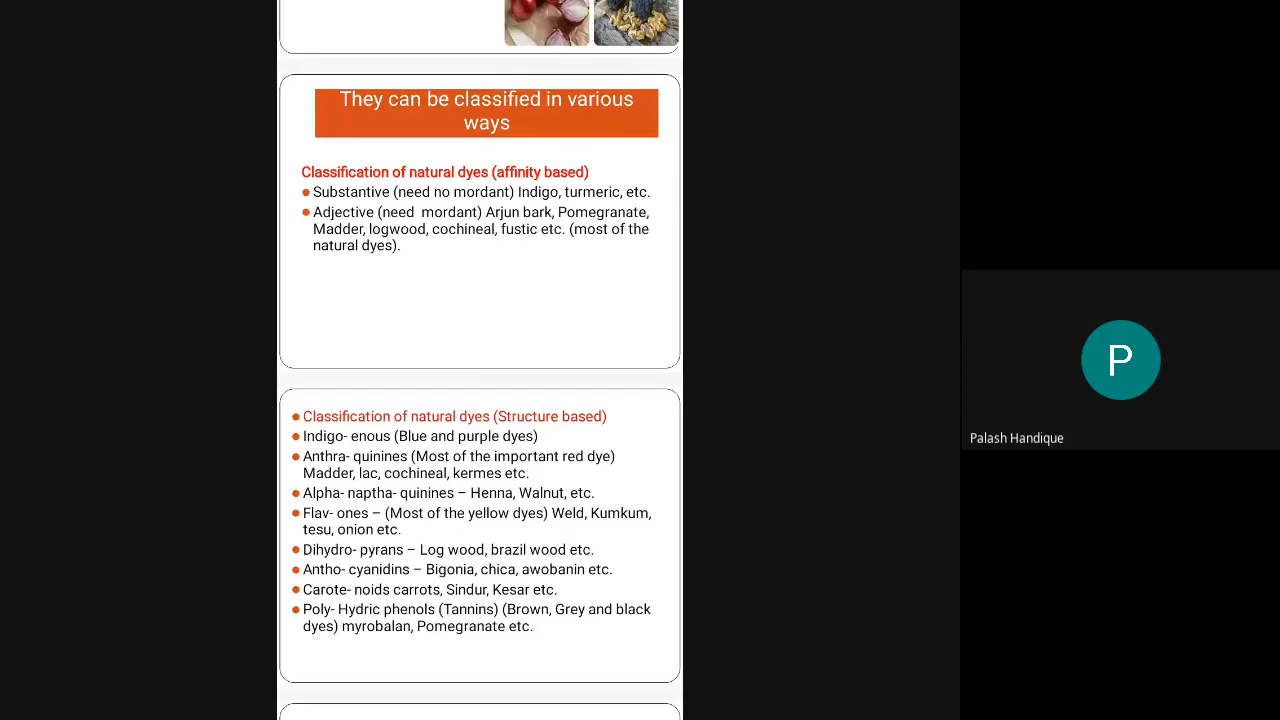 They can be classified in various
ways
Classification of natural dyes (affinity based)
Substantive (need no mordant) Indigo, turmeric, etc.
Adjective (need  mordant) Arjun bark, Pomegranate,
Madder, logwood, cochineal, fustic etc. (most of the
natural dyes).
Classification of natural dyes (Structure based)
Indigo- enous (Blue and purple dyes)
Anthra- quinines (Most of the important red dye)
Madder, lac, cochineal, kermes etc.
Alpha- naptha- quinines – Henna, Walnut, etc.
Flav- ones – (Most of the yellow dyes) Weld, Kumkum,
tesu, onion etc.
Dihydro- pyrans – Log wood, brazil wood etc.
Antho- cyanidins – Bigonia, chica, awobanin etc.
Carote- noids carrots, Sindur, Kesar etc.
Poly- Hydric phenols (Tannins) (Brown, Grey and black
dyes) myrobalan, Pomegranate etc.
P
Palash Handique